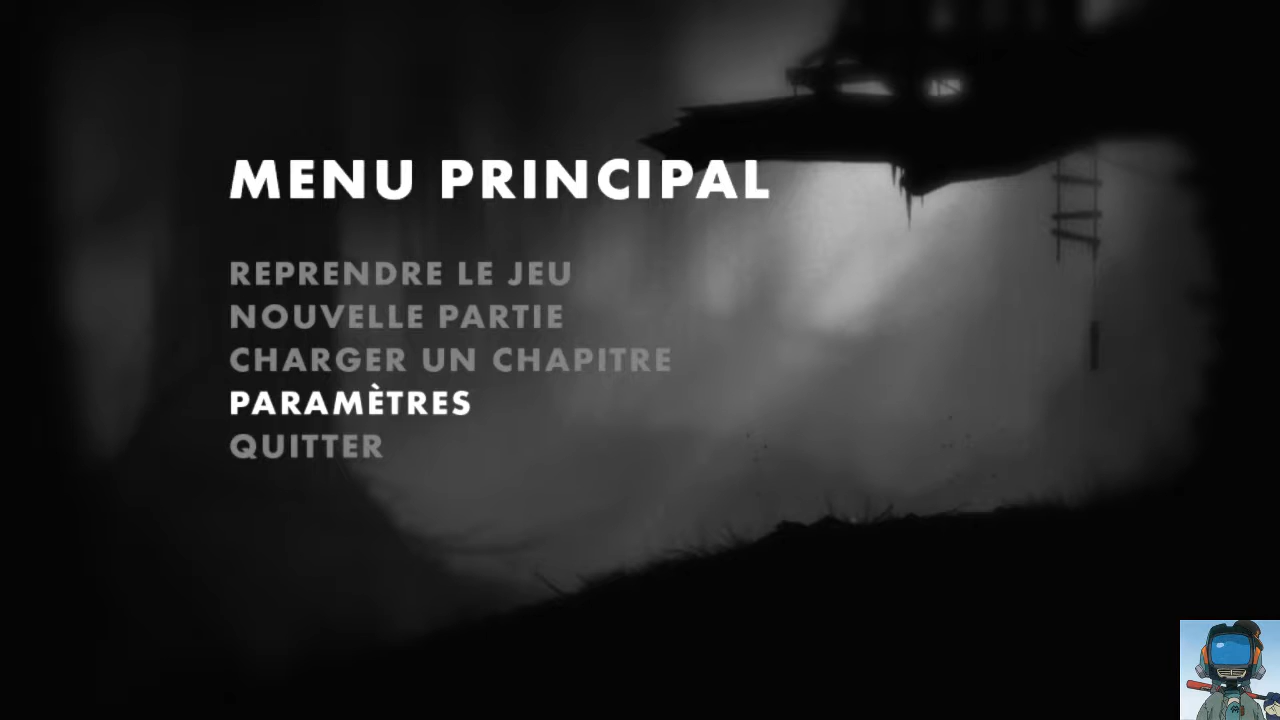 MENU PRINCIPAL
REPRENDRE LE JEU
NOUVELLE PARTIE
CHARGER UN CHAPITRE
PARAMÈTRES
QUITTER